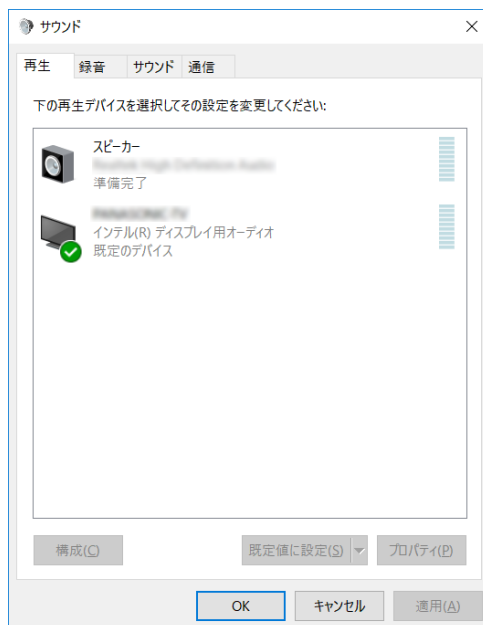 サウンド
再生 録音 サウンド 通信
下の再生デバイスを選択してその設定を変更してください:
スピーカー
準備完了
インテル(R) ディスプレイ用オーディオ
既定のデバイス
構成(C) 既定値に設定(S) プロパティ(P)
OK キャンセル 適用(A)